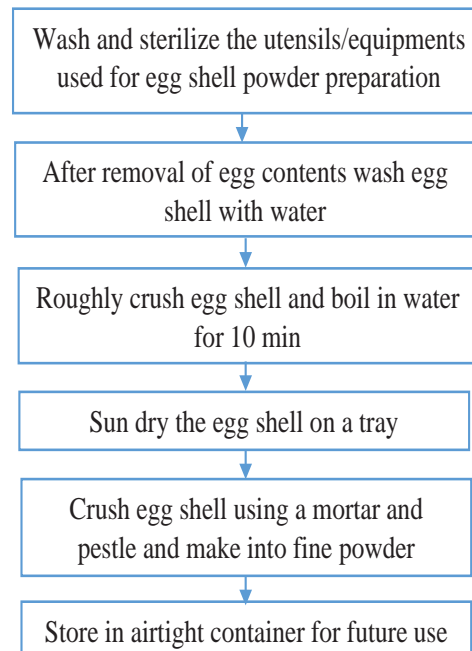 Wash and sterilize the utensils/equipments
used for egg shell powder preparation
After removal of egg contents wash egg
shell with water
Roughly crush egg shell and boil in water
for 10 min
Sun dry the egg shell on a tray
Crush egg shell using a mortar and
pestle and make into fine powder
Store in airtight container for future use